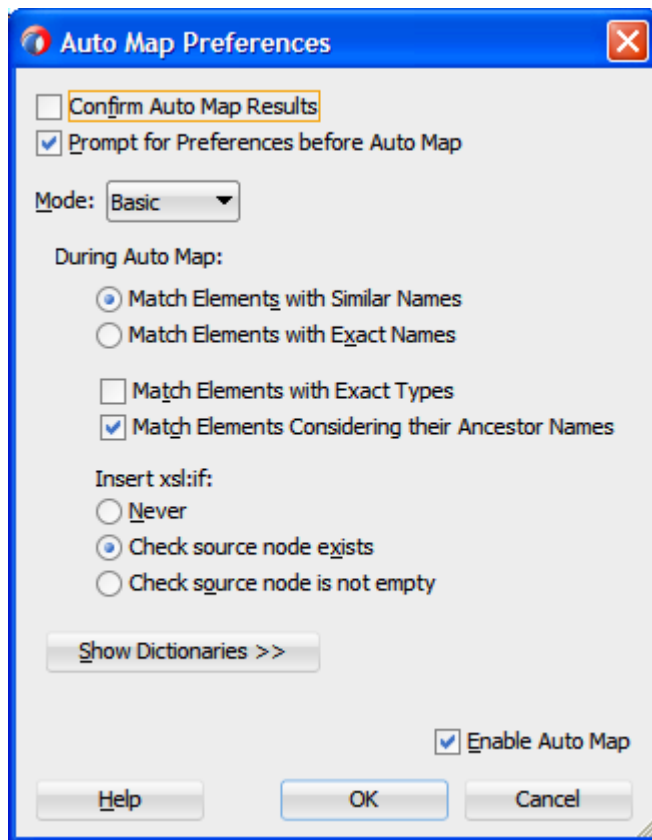 Auto Map Preferences
Confirm Auto Map Results
Prompt for Preferences before Auto Map
Mode: Basic
During Auto Map:
Match Elements with Similar Names
Match Elements with Exact Names
Match Elements with Exact Types
Match Elements Considering their Ancestor Names
Insert xsl:if:
Never
Check source node exists
Check source node is not empty
Show Dictionaries >>
Enable Auto Map
Help OK Cancel